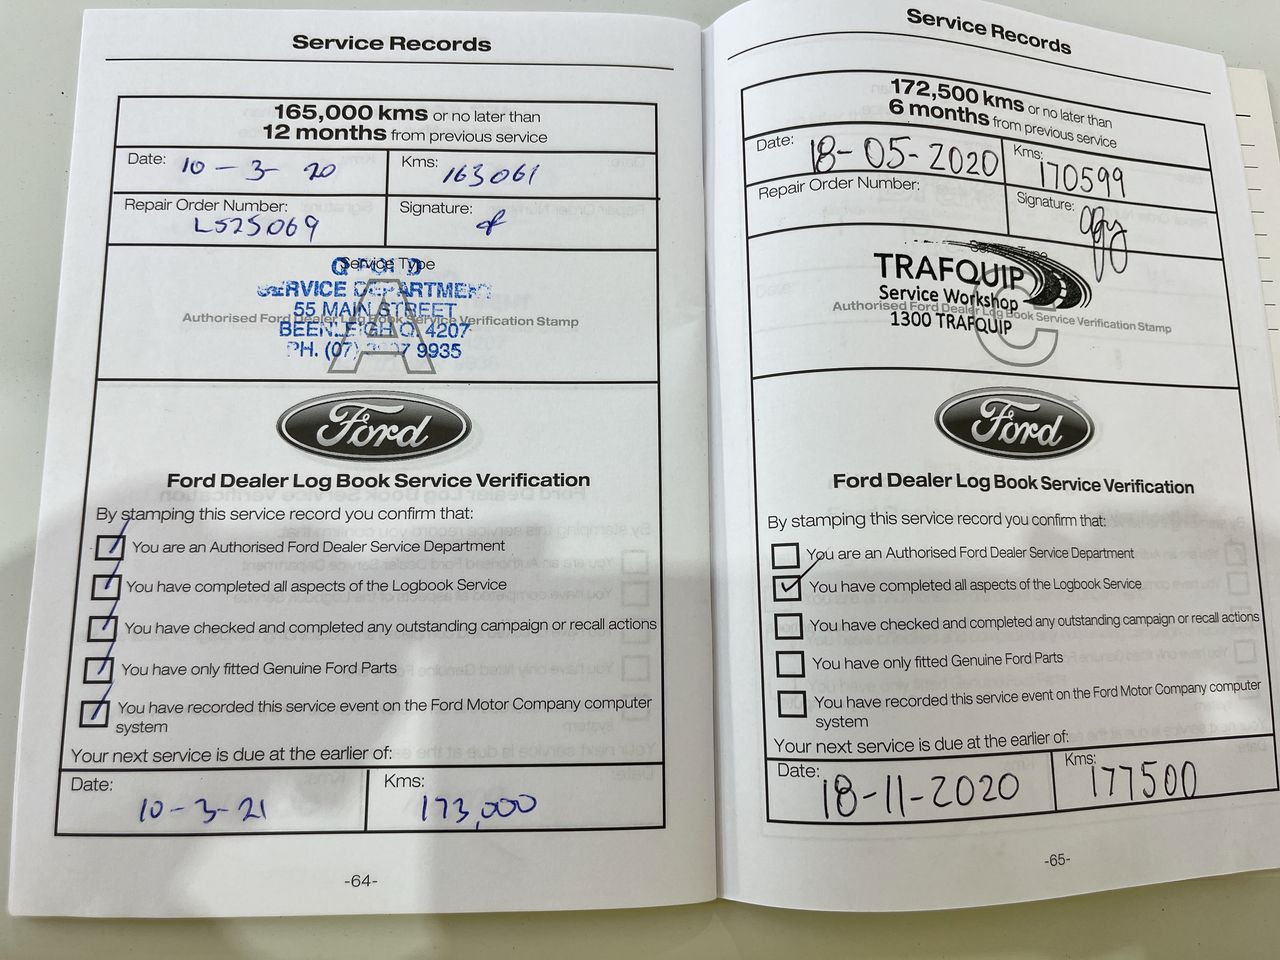 Service Records
165,000 kms or no later than
12 months from previous service
Date: 10-3-20 Kms: 163061
Repair Order Number: L525069 Signature:
Service Type
SERVICE DEPARTMENT
55 MAIN STREET
Authorised Ford Dealer Log Book Service Verification Stamp
BEENLEIGH Q. 4207
PH. (07) 9935
A
Ford
Ford Dealer Log Book Service Verification
By stamping this service record you confirm that:
You are an Authorised Ford Dealer Service Department
You have completed all aspects of the Logbook Service
You have checked and completed any outstanding campaign or recall actions
You have only fitted Genuine Ford Parts
You have recorded this service event on the Ford Motor Company computer
system
Your next service is due at the earlier of:
Date: 10-3-21 Kms: 173,000
-64-
Service Records
172,500 kms or no later than
6 months from previous service
Date: 18-05-2020 Kms: 170599
Repair Order Number: Signature:
Service Type
TRAFQUIP
Service Workshop
Authorised Ford Dealer Log Book Service Verification Stamp
1300 TRAFQUIP
C
Ford
Ford Dealer Log Book Service Verification
By stamping this service record you confirm that:
You are an Authorised Ford Dealer Service Department
You have completed all aspects of the Logbook Service
You have checked and completed any outstanding campaign or recall actions
You have only fitted Genuine Ford Parts
You have recorded this service event on the Ford Motor Company computer
system
Your next service is due at the earlier of:
Date: 18-11-2020 Kms: 177500
-65-